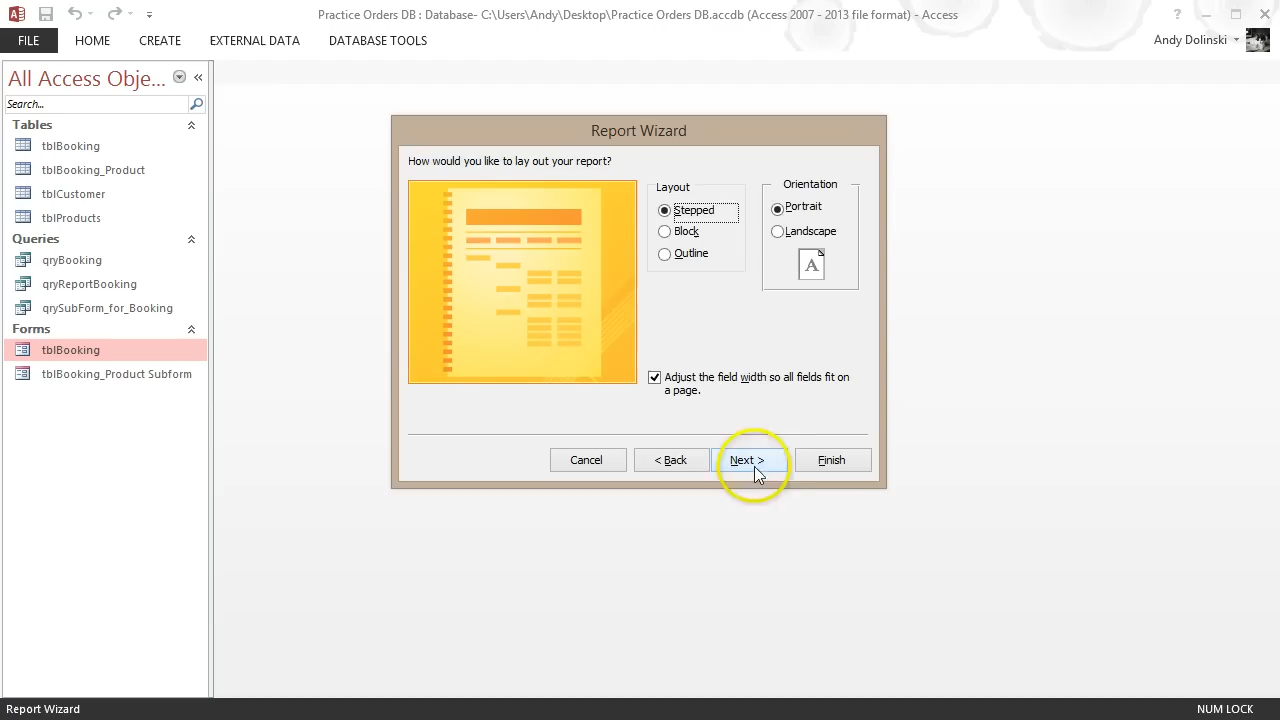 Practice Orders DB : Database- C:\Users\Andy\Desktop\Practice Orders DB.accdb (Access 2007 - 2013 file format) - Access
FILE HOME CREATE EXTERNAL DATA DATABASE TOOLS Andy Dolinski
All Access Obje...
Search...
Tables
tblBooking
tblBooking_Product
tblCustomer
tblProducts
Queries
qryBooking
qryReportBooking
qrySubForm_for_Booking
Forms
tblBooking
tblBooking_Product Subform
Report Wizard
How would you like to lay out your report?
Layout
Stepped
Block
Outline
Orientation
Portrait
Landscape
A
Adjust the field width so all fields fit on
a page.
Cancel < Back Next > Finish
Report Wizard NUM LOCK